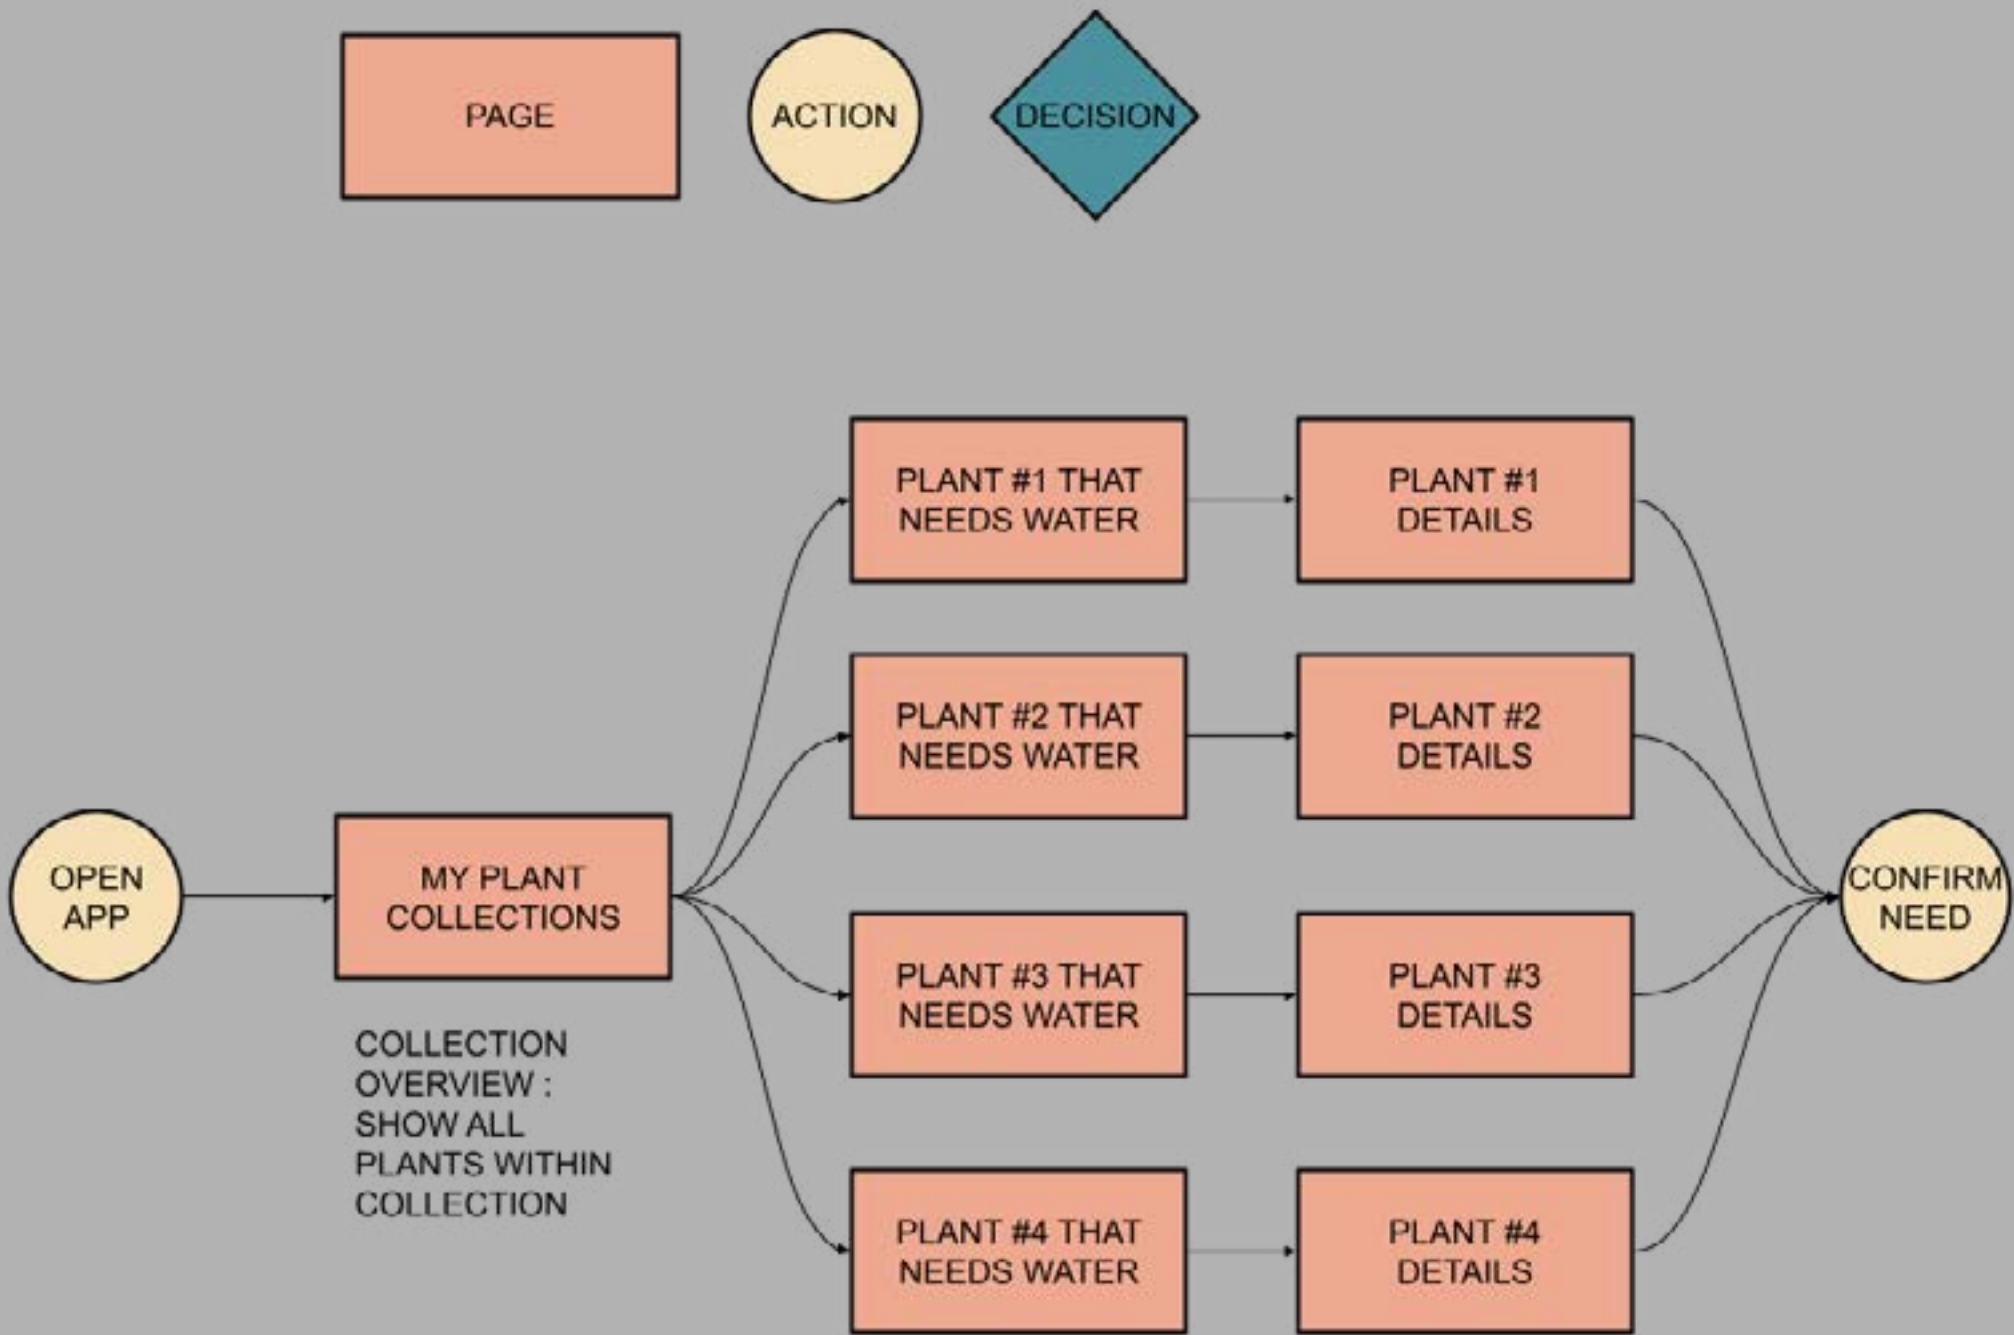 PAGE
ACTION
DECISION
PLANT #1 THAT
NEEDS WATER
PLANT #1
DETAILS
PLANT #2 THAT
NEEDS WATER
PLANT #2
DETAILS
OPEN
APP
MY PLANT
COLLECTIONS
CONFIRM
NEED
PLANT #3 THAT
NEEDS WATER
PLANT #3
DETAILS
COLLECTION
OVERVIEW :
SHOW ALL
PLANTS WITHIN
COLLECTION
PLANT #4 THAT
NEEDS WATER
PLANT #4
DETAILS